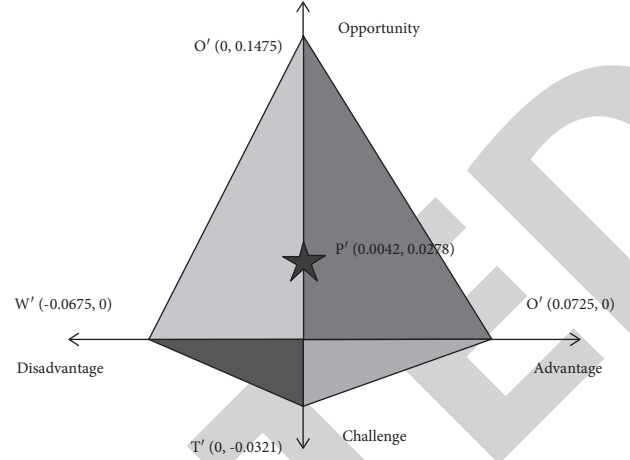 Opportunity
O′ (0, 0.1475)
P′ (0.0042, 0.0278)
W′ (-0.0675, 0)
O′ (0.0725, 0)
Disadvantage
Advantage
Challenge
T′ (0, -0.0321)